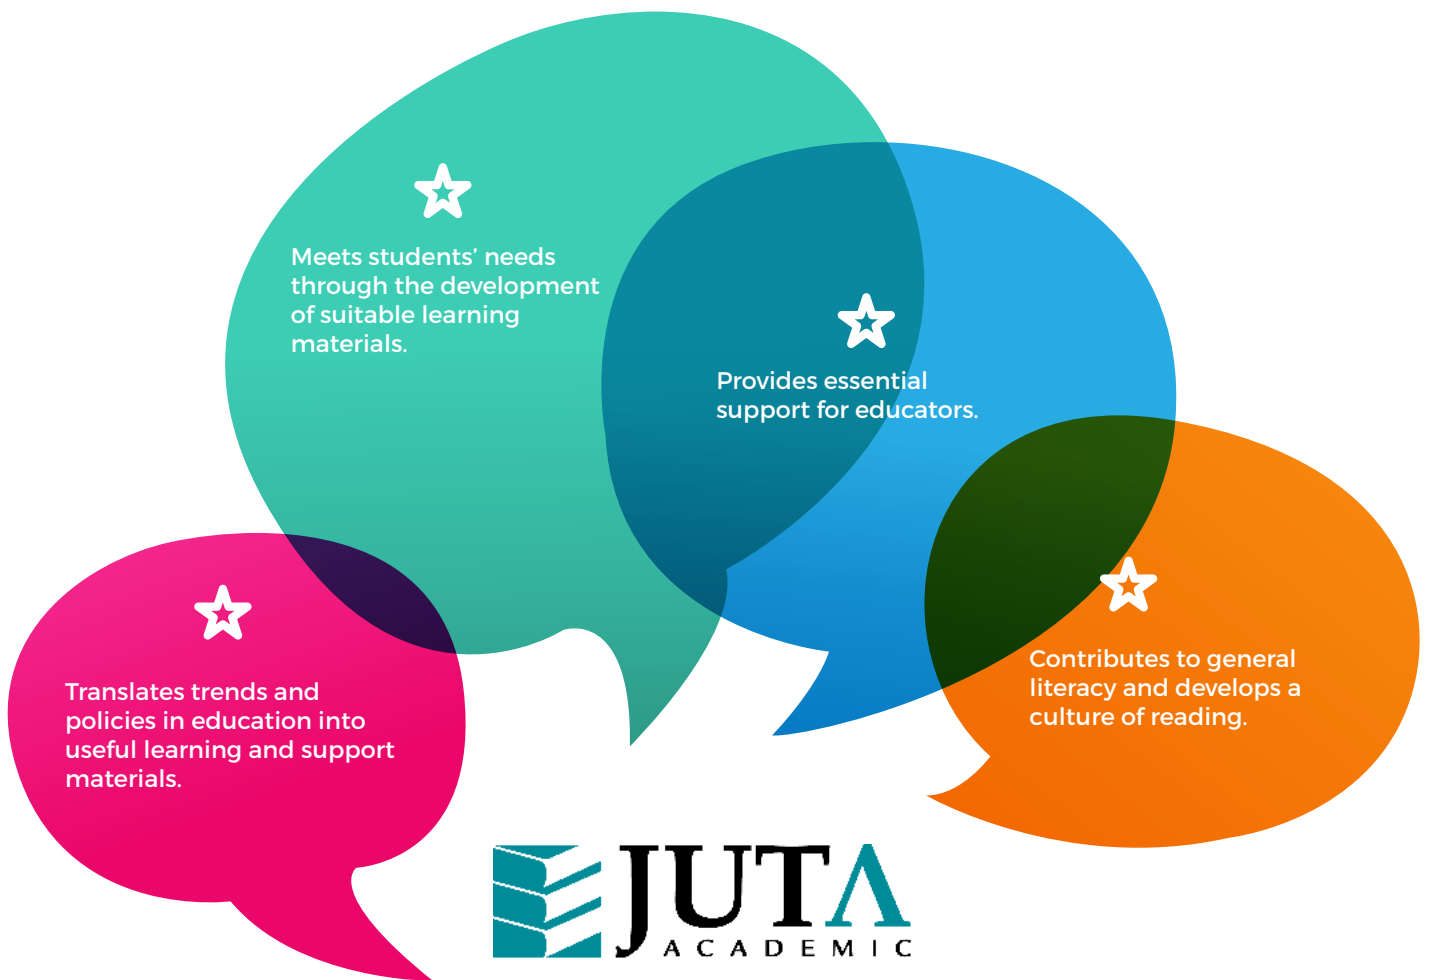 Meets students’ needs
through the development
of suitable learning
materials.
Provides essential
support for educators.
Contributes to general
literacy and develops a
culture of reading.
Translates trends and
policies in education into
useful learning and support
materials.
JUTA
ACADEMIC